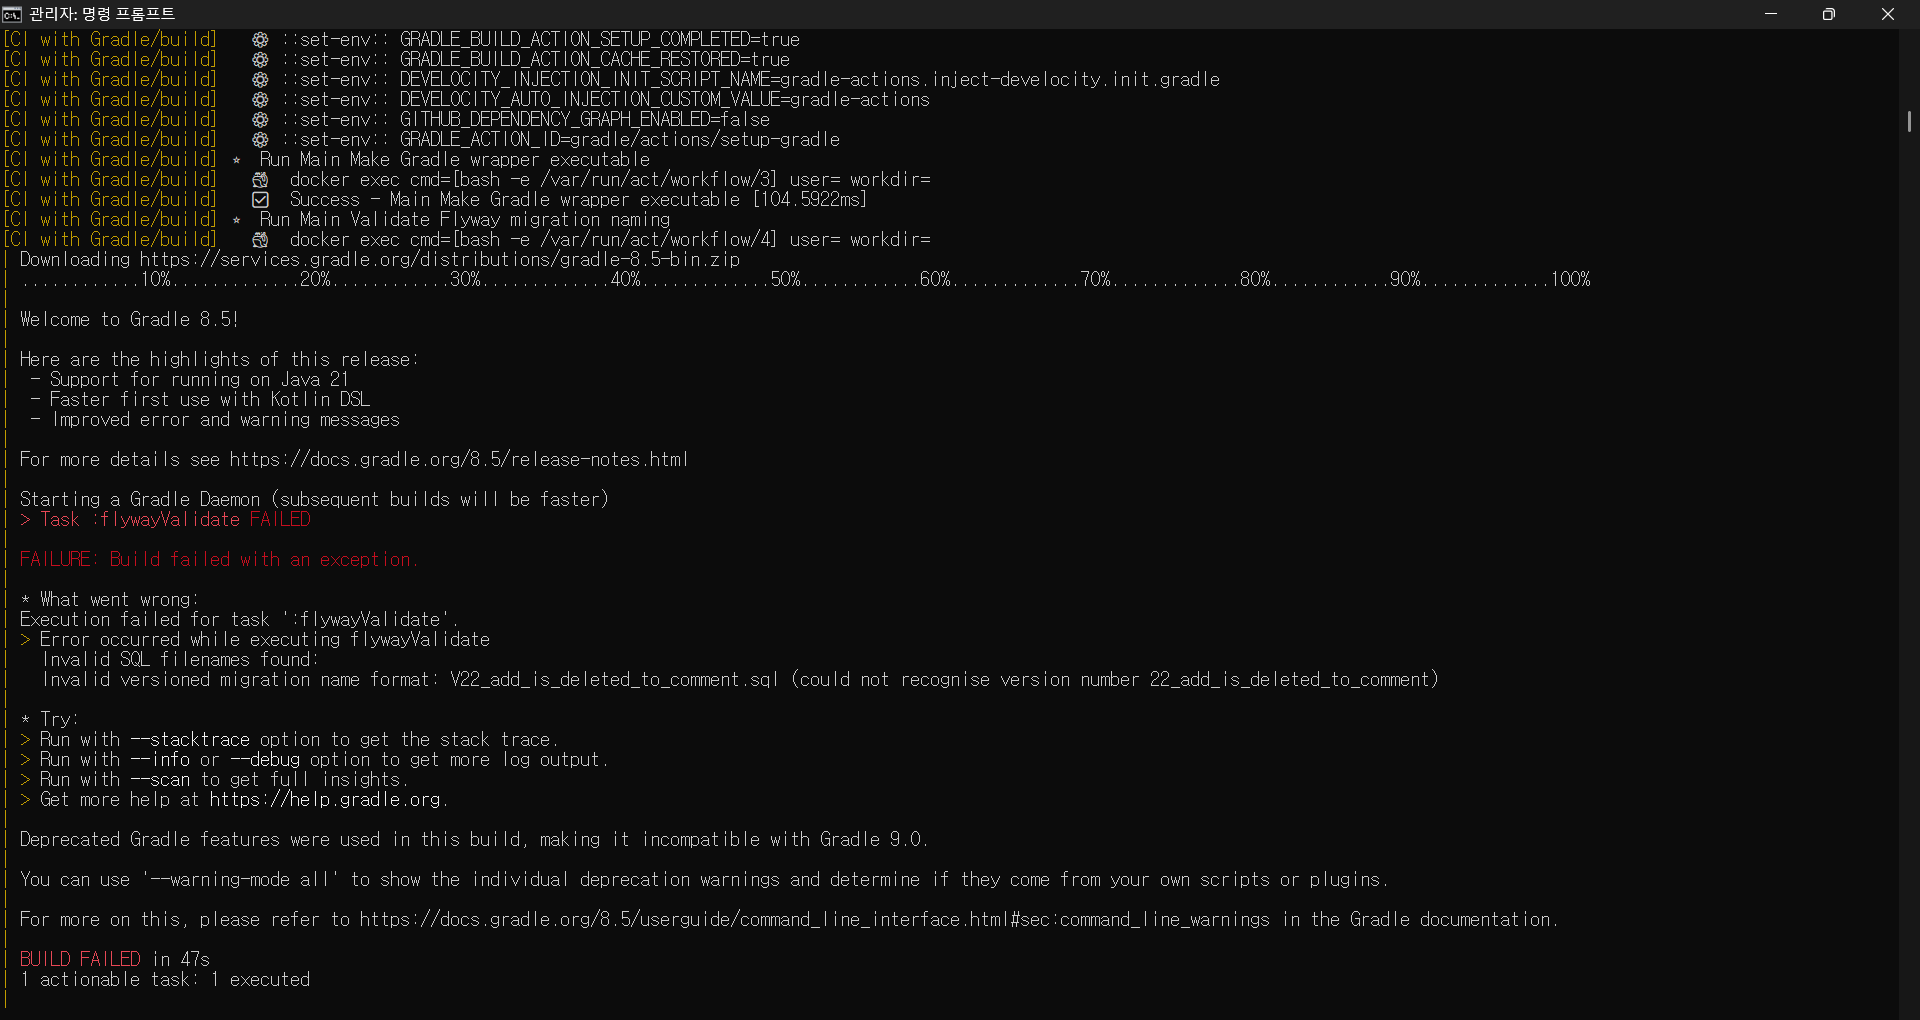 관리자: 명령 프롬프트
[CI with Gradle/build]   ⚙ ::set-env:: GRADLE_BUILD_ACTION_SETUP_COMPLETED=true
[CI with Gradle/build]   ⚙ ::set-env:: GRADLE_BUILD_ACTION_CACHE_RESTORED=true
[CI with Gradle/build]   ⚙ ::set-env:: DEVELOCITY_INJECTION_INIT_SCRIPT_NAME=gradle-actions.inject-develocity.init.gradle
[CI with Gradle/build]   ⚙ ::set-env:: DEVELOCITY_AUTO_INJECTION_CUSTOM_VALUE=gradle-actions
[CI with Gradle/build]   ⚙ ::set-env:: GITHUB_DEPENDENCY_GRAPH_ENABLED=false
[CI with Gradle/build]   ⚙ ::set-env:: GRADLE_ACTION_ID=gradle/actions/setup-gradle
[CI with Gradle/build] ⭐ Run Main Make Gradle wrapper executable
[CI with Gradle/build]   🐳  docker exec cmd=[bash -e /var/run/act/workflow/3] user= workdir=
[CI with Gradle/build]   ✅  Success - Main Make Gradle wrapper executable [104.5922ms]
[CI with Gradle/build] ⭐ Run Main Validate Flyway migration naming
[CI with Gradle/build]   🐳  docker exec cmd=[bash -e /var/run/act/workflow/4] user= workdir=
| Downloading https://services.gradle.org/distributions/gradle-8.5-bin.zip
| ............10%.............20%............30%.............40%.............50%.............60%.............70%.............80%............90%.............100%
|
| Welcome to Gradle 8.5!
|
| Here are the highlights of this release:
|  - Support for running on Java 21
|  - Faster first use with Kotlin DSL
|  - Improved error and warning messages
|
| For more details see https://docs.gradle.org/8.5/release-notes.html
|
| Starting a Gradle Daemon (subsequent builds will be faster)
| > Task :flywayValidate FAILED
|
| FAILURE: Build failed with an exception.
|
| * What went wrong:
| Execution failed for task ':flywayValidate'.
| > Error occurred while executing flywayValidate
|   Invalid SQL filenames found:
|   Invalid versioned migration name format: V22_add_is_deleted_to_comment.sql (could not recognise version number 22_add_is_deleted_to_comment)
|
| * Try:
| > Run with --stacktrace option to get the stack trace.
| > Run with --info or --debug option to get more log output.
| > Run with --scan to get full insights.
| > Get more help at https://help.gradle.org.
|
| Deprecated Gradle features were used in this build, making it incompatible with Gradle 9.0.
|
| You can use '--warning-mode all' to show the individual deprecation warnings and determine if they come from your own scripts or plugins.
|
| For more on this, please refer to https://docs.gradle.org/8.5/userguide/command_line_interface.html#sec:command_line_warnings in the Gradle documentation.
|
| BUILD FAILED in 47s
| 1 actionable task: 1 executed
|